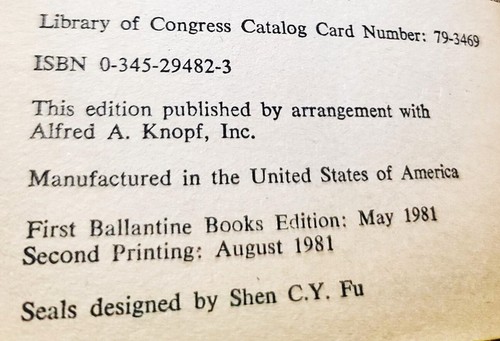 Library of Congress Catalog Card Number: 79-3469
ISBN 0-345-29482-3
This edition published by arrangement with
Alfred A. Knopf, Inc.
Manufactured in the United States of America
First Ballantine Books Edition: May 1981
Second Printing: August 1981
Seals designed by Shen C.Y. Fu